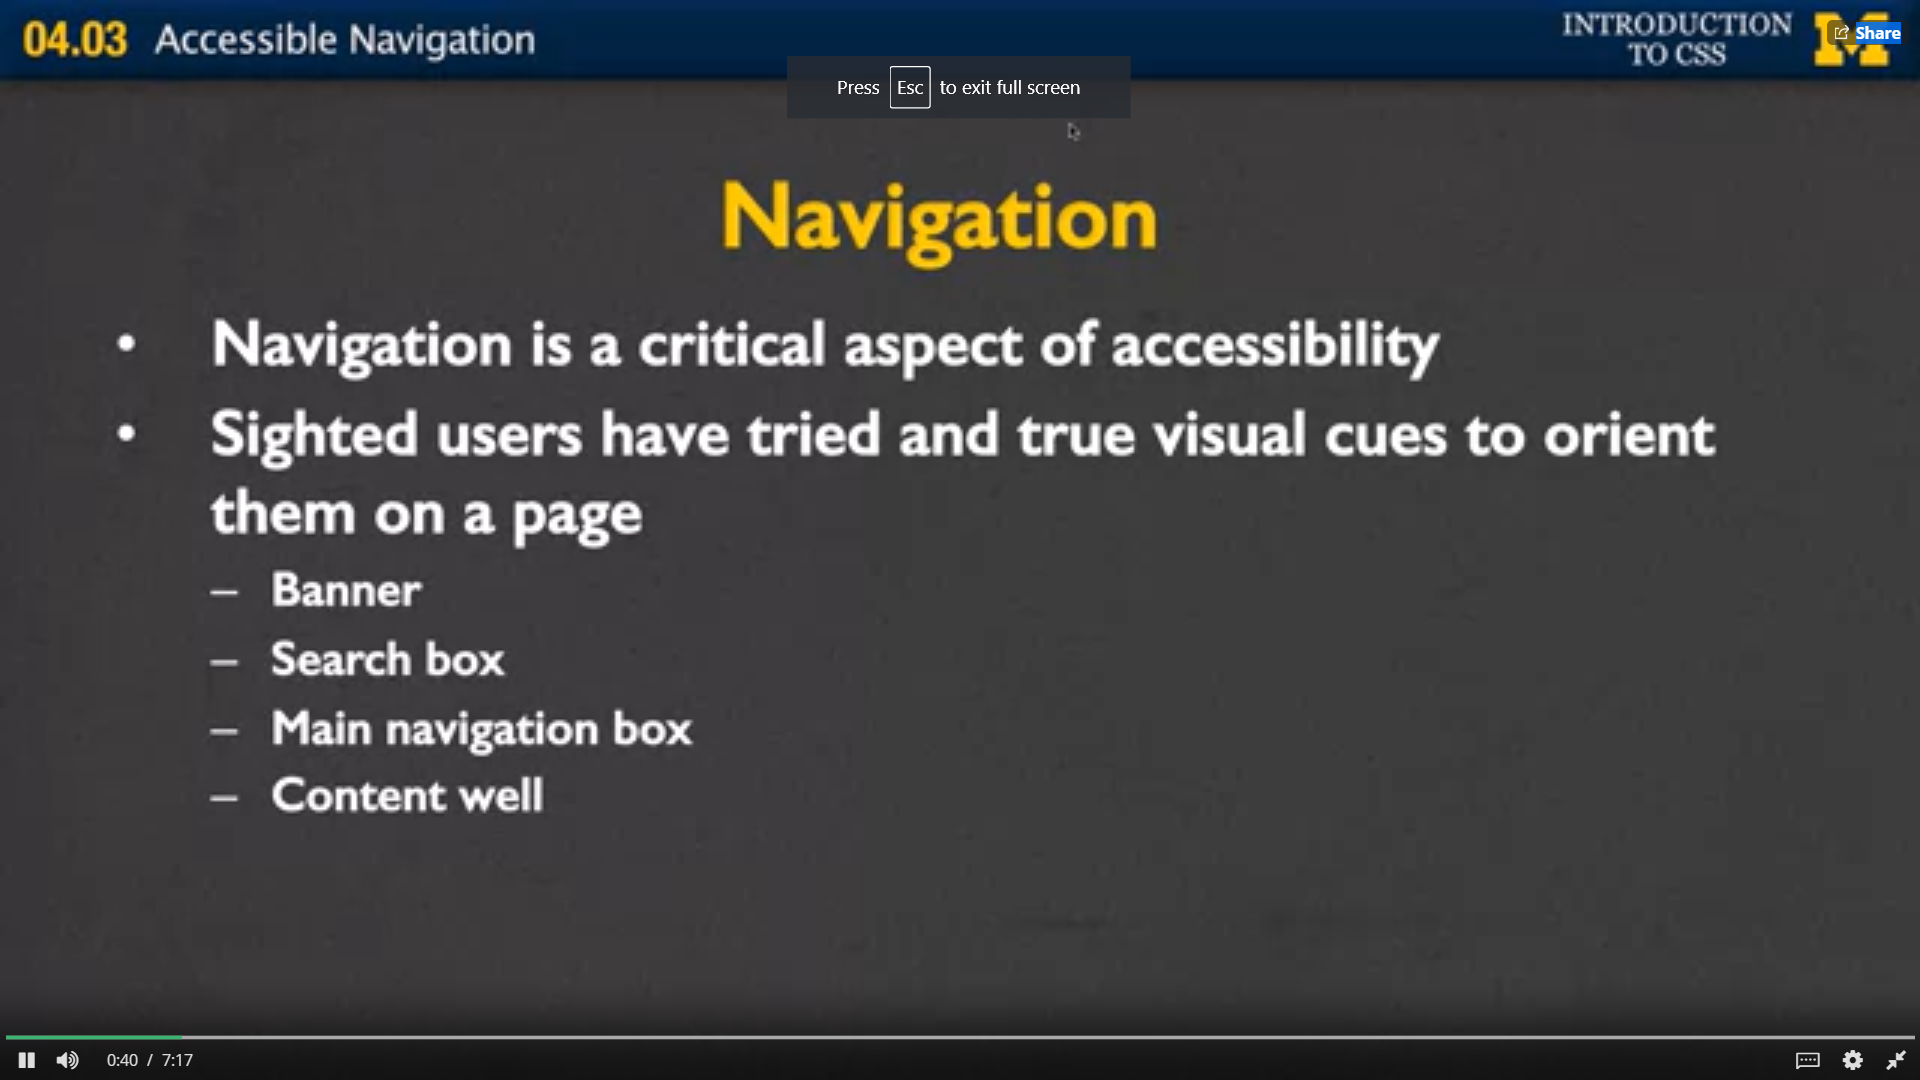 04.03 Accessible Navigation
INTRODUCTION
TO CSS
M
Share
Press Esc to exit full screen
Navigation
• Navigation is a critical aspect of accessibility
• Sighted users have tried and true visual cues to orient
them on a page
– Banner
– Search box
– Main navigation box
– Content well
0:40 / 7:17